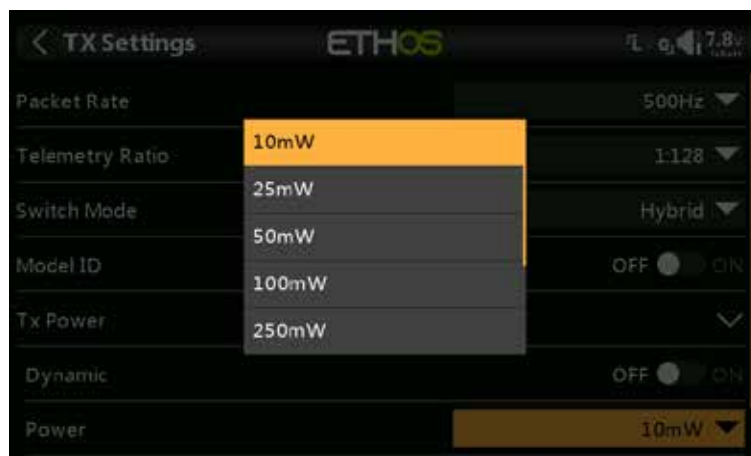 TX Settings
ETHOS
7.8v
Packet Rate
500Hz
Telemetry Ratio
1:128
Switch Mode
Hybrid
Model ID
OFF ON
Tx Power
Dynamic
OFF ON
Power
10mW
10mW
25mW
50mW
100mW
250mW